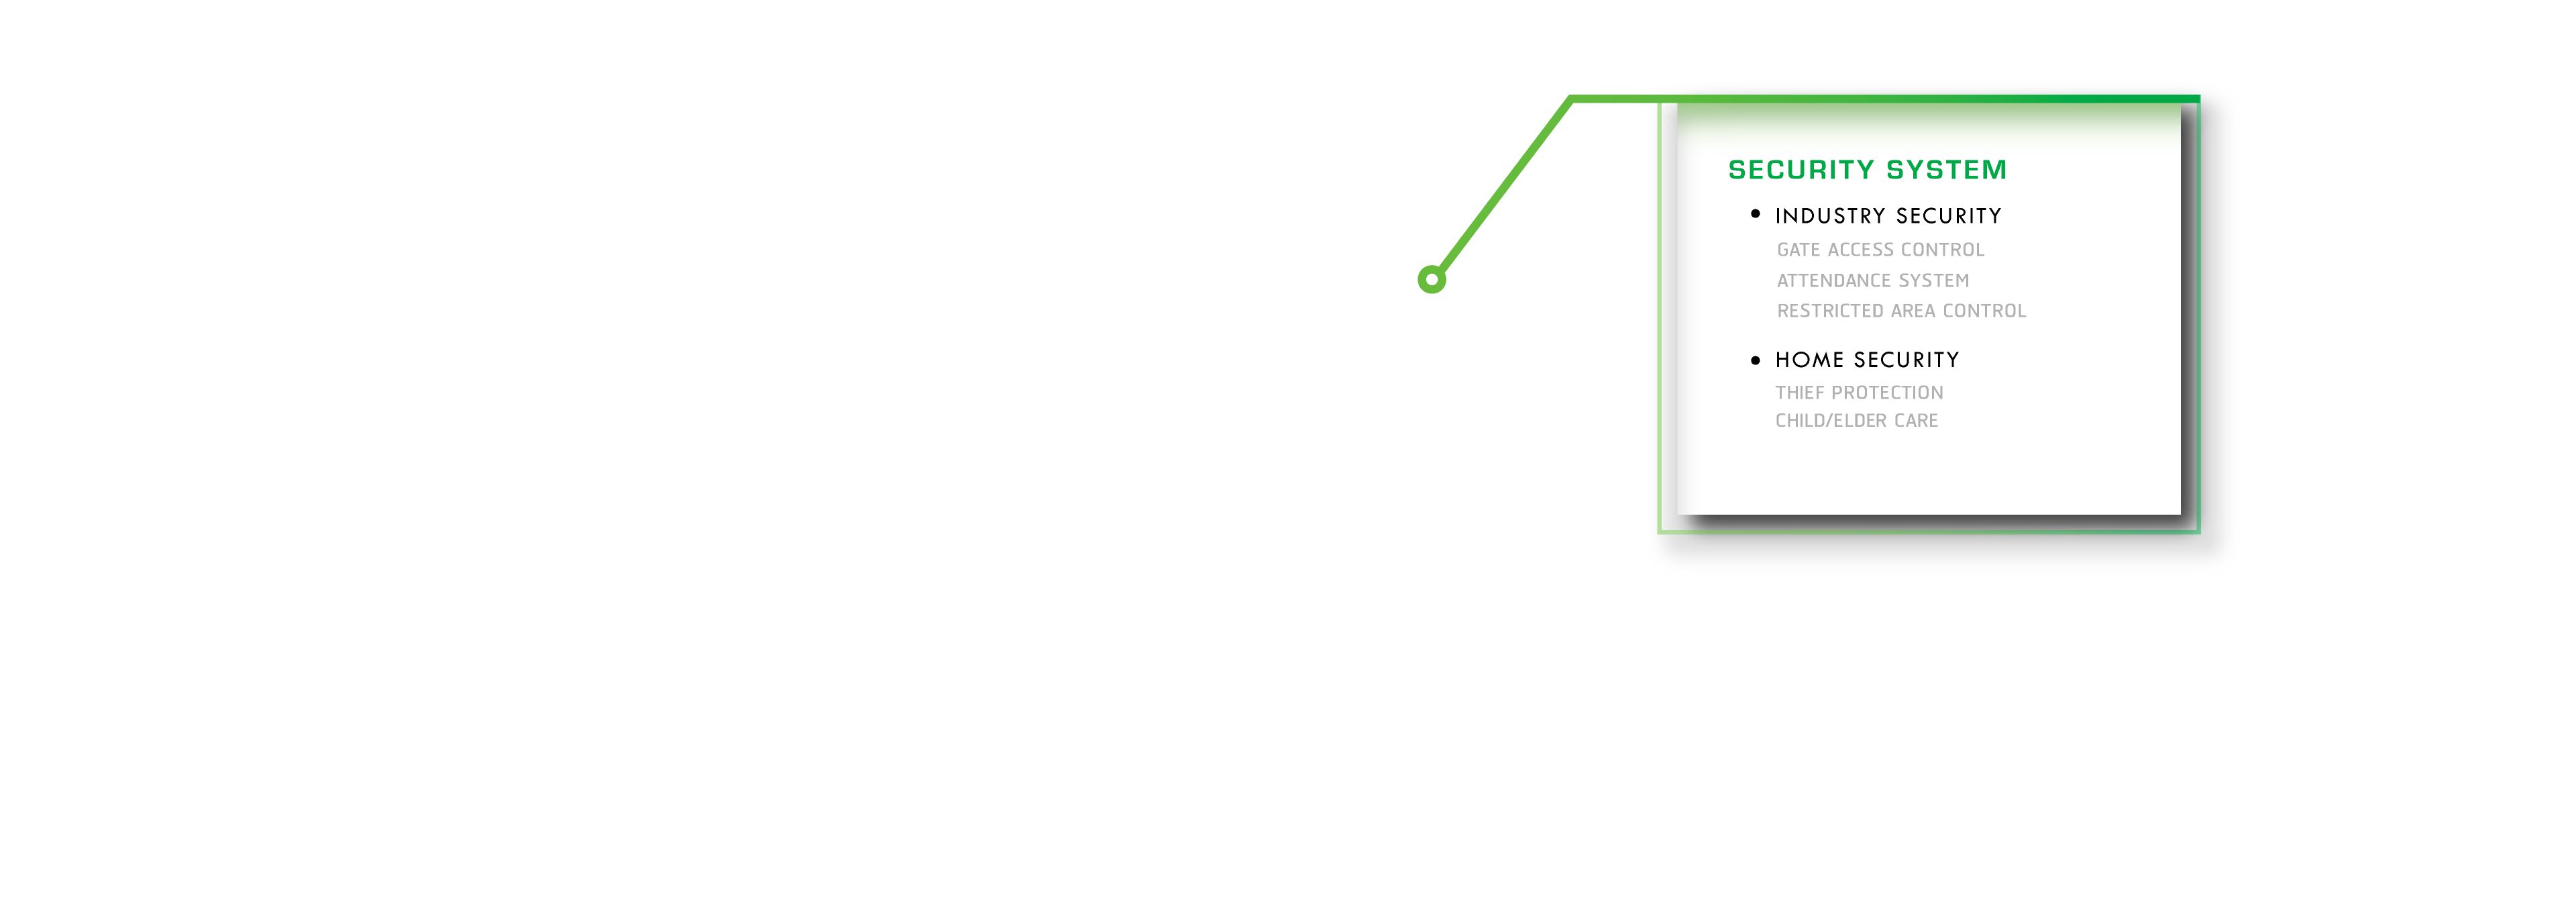 SECURITY SYSTEM
• INDUSTRY SECURITY
GATE ACCESS CONTROL
ATTENDANCE SYSTEM
RESTRICTED AREA CONTROL
• HOME SECURITY
THIEF PROTECTION
CHILD/ELDER CARE